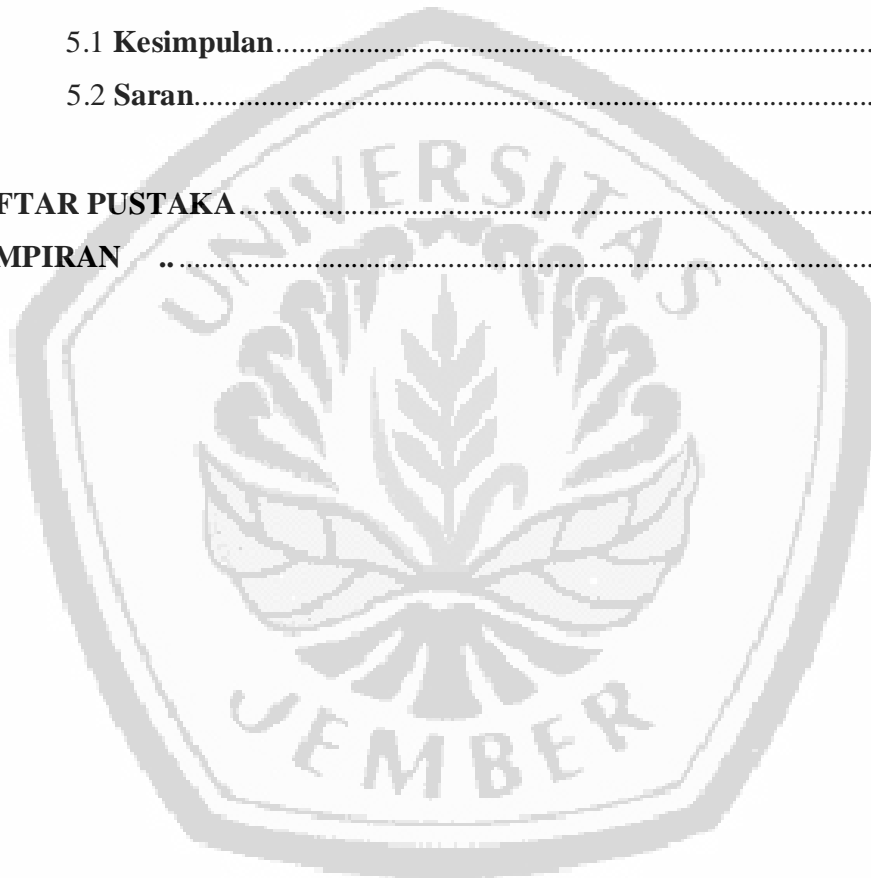 5.1 Kesimpulan........................................................................................
5.2 Saran..................................................................................................
FTAR PUSTAKA.............................................................................................
MPIRAN .. .....................................................................................................
UNIVERSITAS
JEMBER